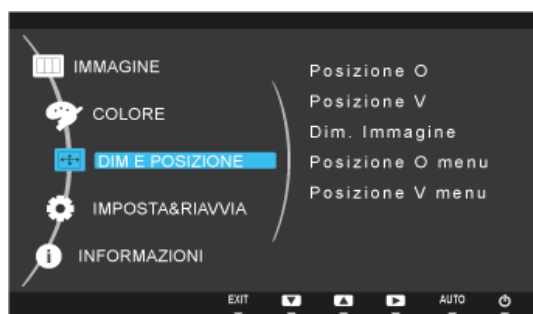 IMMAGINE
COLORE
DIM E POSIZIONE
IMPOSTA&RIAVVIA
INFORMAZIONI
Posizione O
Posizione V
Dim. Immagine
Posizione O menu
Posizione V menu
EXIT AUTO